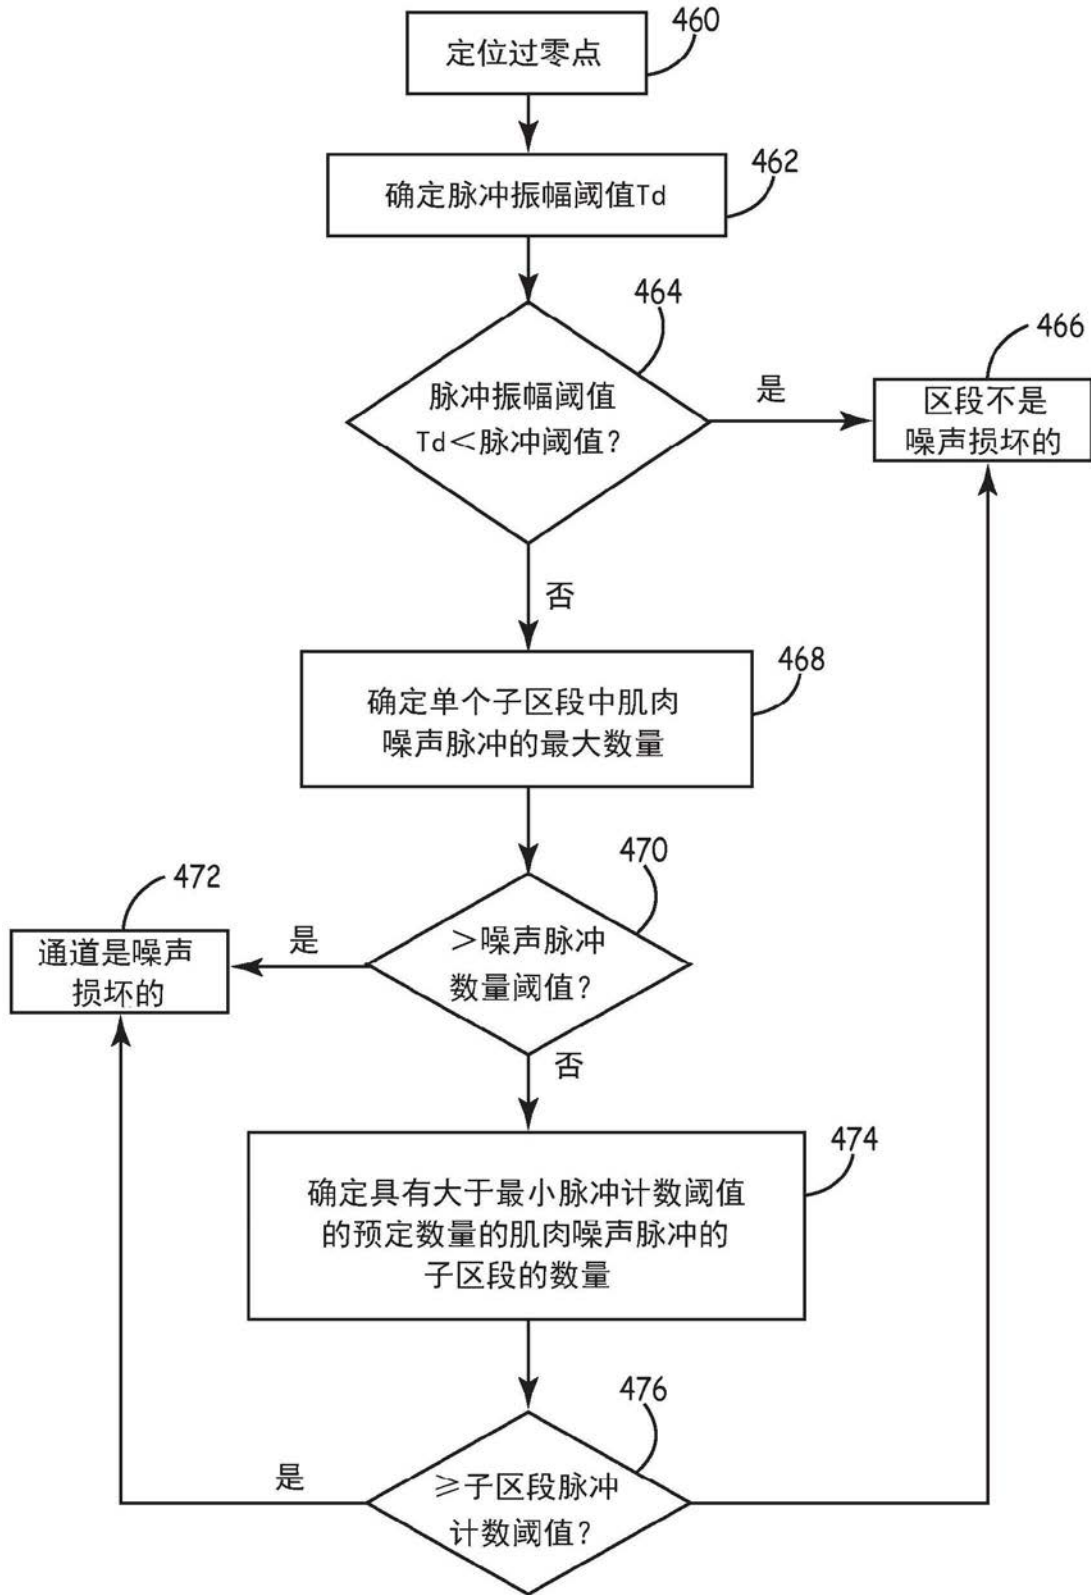 定位过零点
460
确定脉冲振幅阈值Td
462
464
脉冲振幅阈值
Td<脉冲阈值?
是
466
区段不是
噪声损坏的
否
468
确定单个子区段中肌肉
噪声脉冲的最大数量
470
472
>噪声脉冲
数量阈值?
是
通道是噪声
损坏的
否
474
确定具有大于最小脉冲计数阈值
的预定数量的肌肉噪声脉冲的
子区段的数量
476
是
≥子区段脉冲
计数阈值?